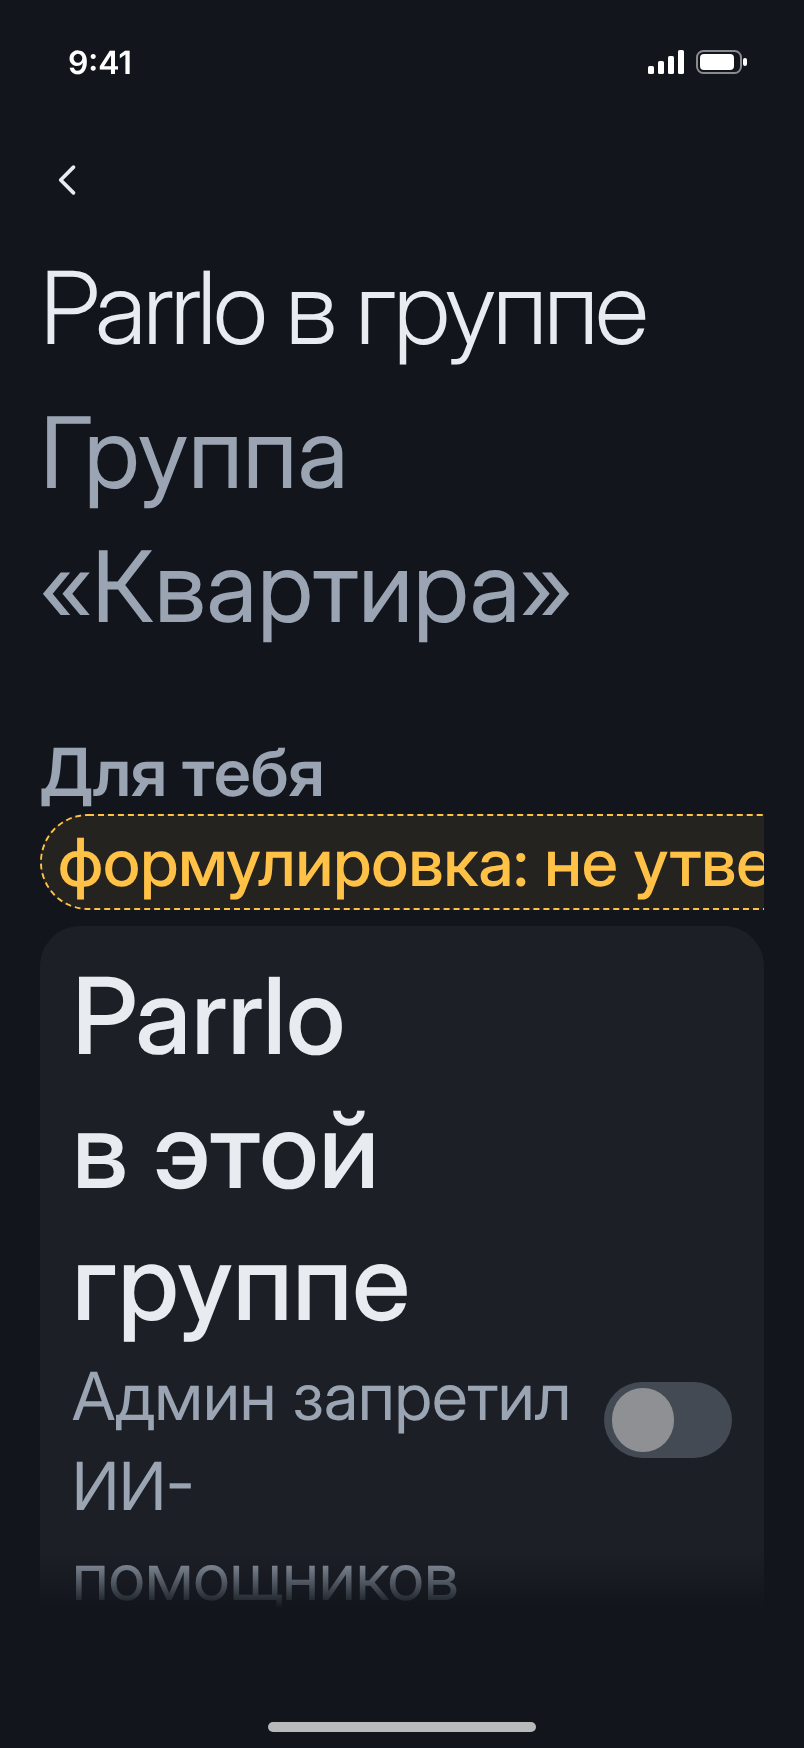 9:41
Parrlo в группе
Группа
«Квартира»
Для тебя
формулировка: не утве
Parrlo
в этой
группе
Админ запретил
ИИ-
помощников